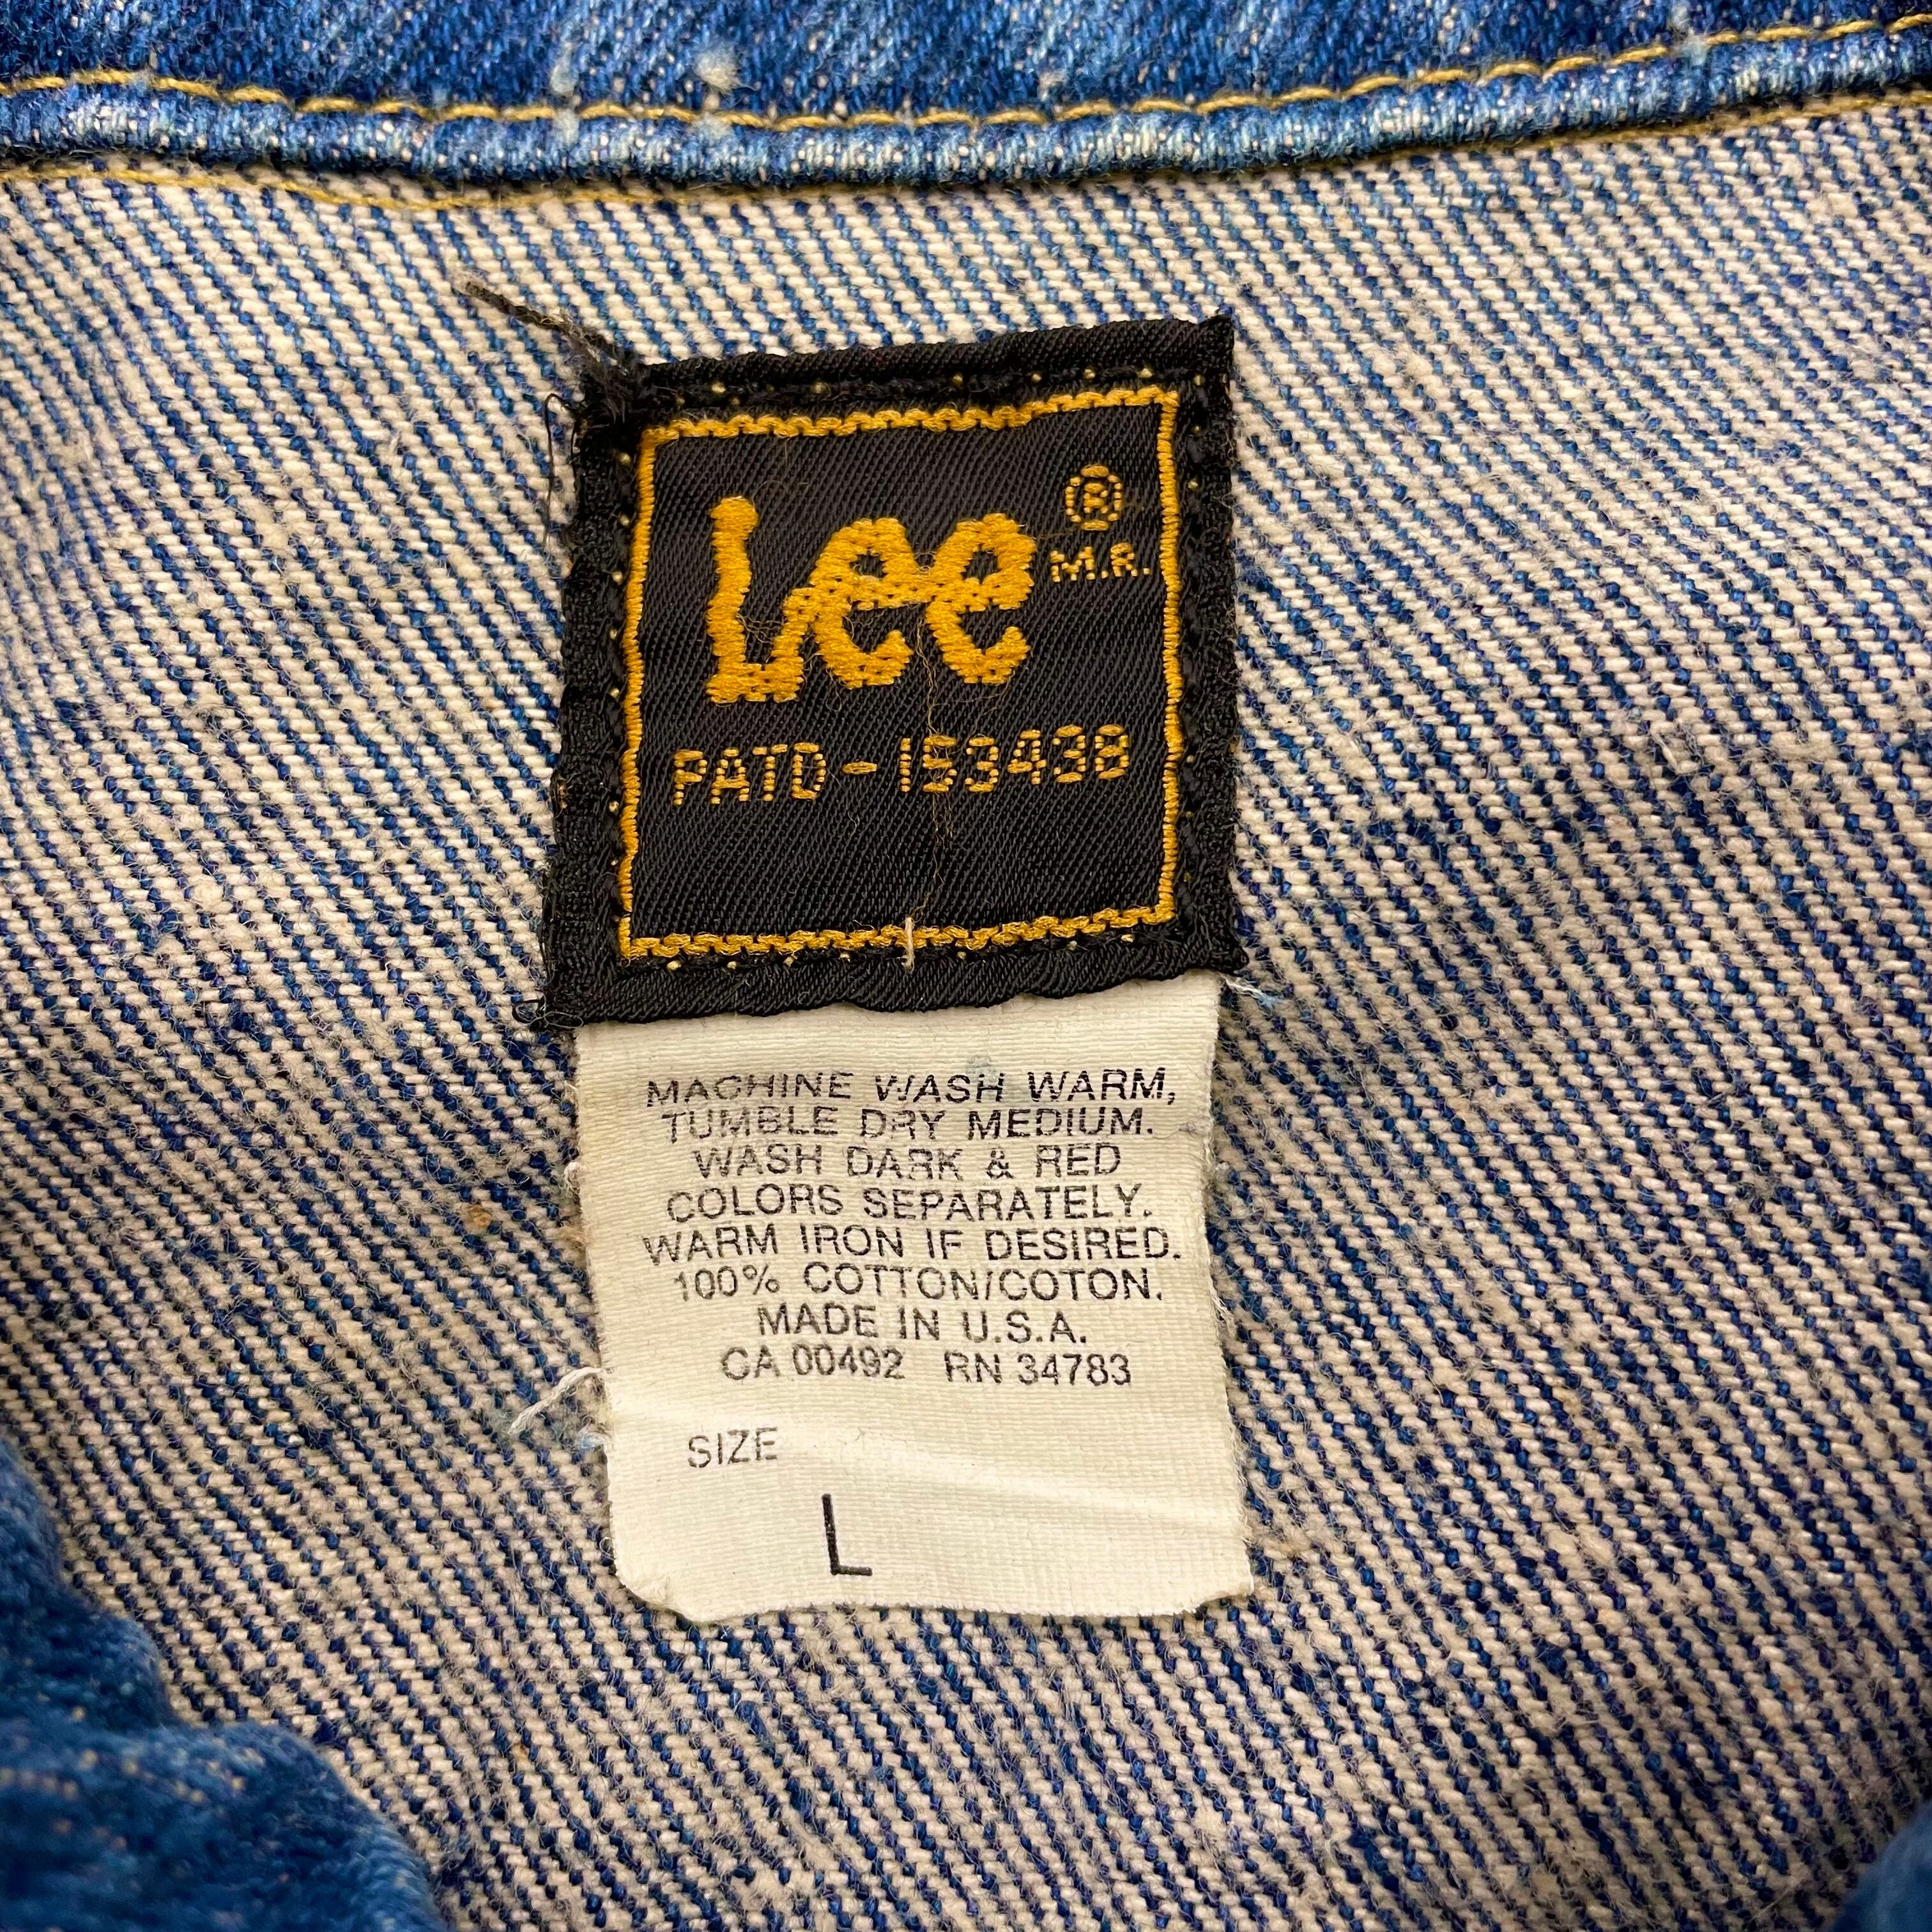 Lee ®
M.R.
PATD-153438
MACHINE WASH WARM,
TUMBLE DRY MEDIUM.
WASH DARK & RED
COLORS SEPARATELY.
WARM IRON IF DESIRED.
100% COTTON/COTON.
MADE IN U.S.A.
CA 00492 RN 34783
SIZE
L